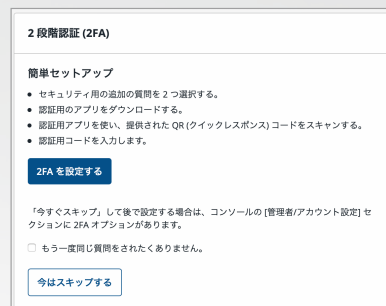 2 段階認証 (2FA)
簡単セットアップ
• セキュリティ用の追加の質問を 2 つ選択する。
• 認証用のアプリをダウンロードする。
• 認証用アプリを使い、提供された QR (クイックレスポンス) コードをスキャンする。
• 認証用コードを入力します。
2FA を設定する
「今すぐスキップ」して後で設定する場合は、コンソールの [管理者/アカウント設定] セ
クションに 2FA オプションがあります。
もう一度同じ質問をされたくありません。
今はスキップする